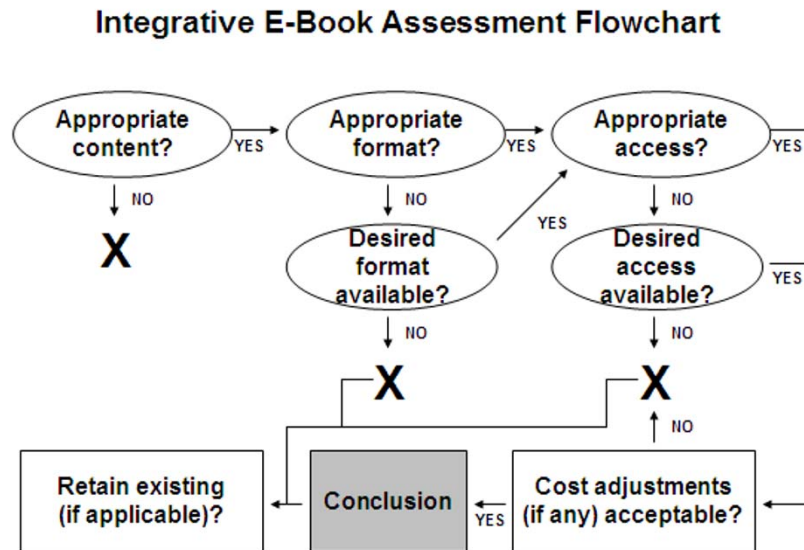 Integrative E-Book Assessment Flowchart
Appropriate
content?
YES
Appropriate
format?
YES
Appropriate
access?
YES
NO
NO
NO
X
Desired
format
available?
YES
Desired
access
available?
YES
NO
NO
X
X
NO
Retain existing
(if applicable)?
Conclusion
YES
Cost adjustments
(if any) acceptable?